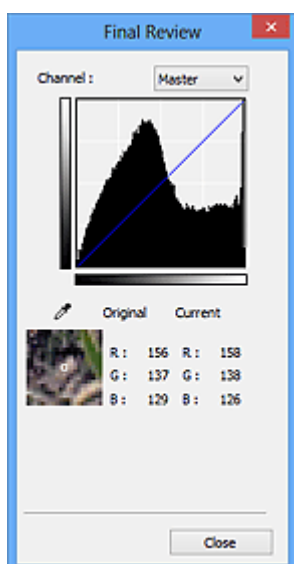 Final Review
Channel : Master
Original Current
R : 156 R : 158
G : 137 G : 138
B : 129 B : 126
Close